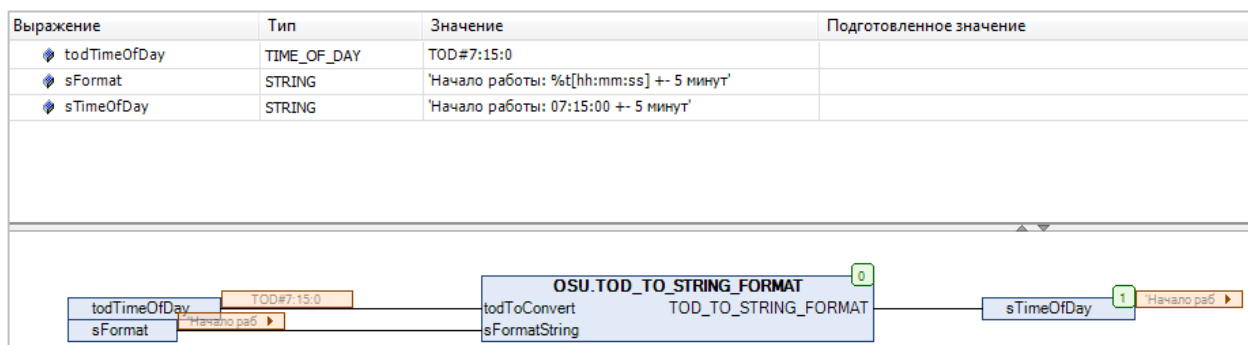 Выражение Тип Значение Подготовленное значение
todTimeOfDay TIME_OF_DAY TOD#7:15:0
sFormat STRING 'Начало работы: %t[hh:mm:ss] +- 5 минут'
sTimeOfDay STRING 'Начало работы: 07:15:00 +- 5 минут'
OSU.TOD_TO_STRING_FORMAT 0
todTimeOfDay TOD#7:15:0 todToConvert TOD_TO_STRING_FORMAT sTimeOfDay 1 'Начало раб
sFormat 'Начало раб sFormatString